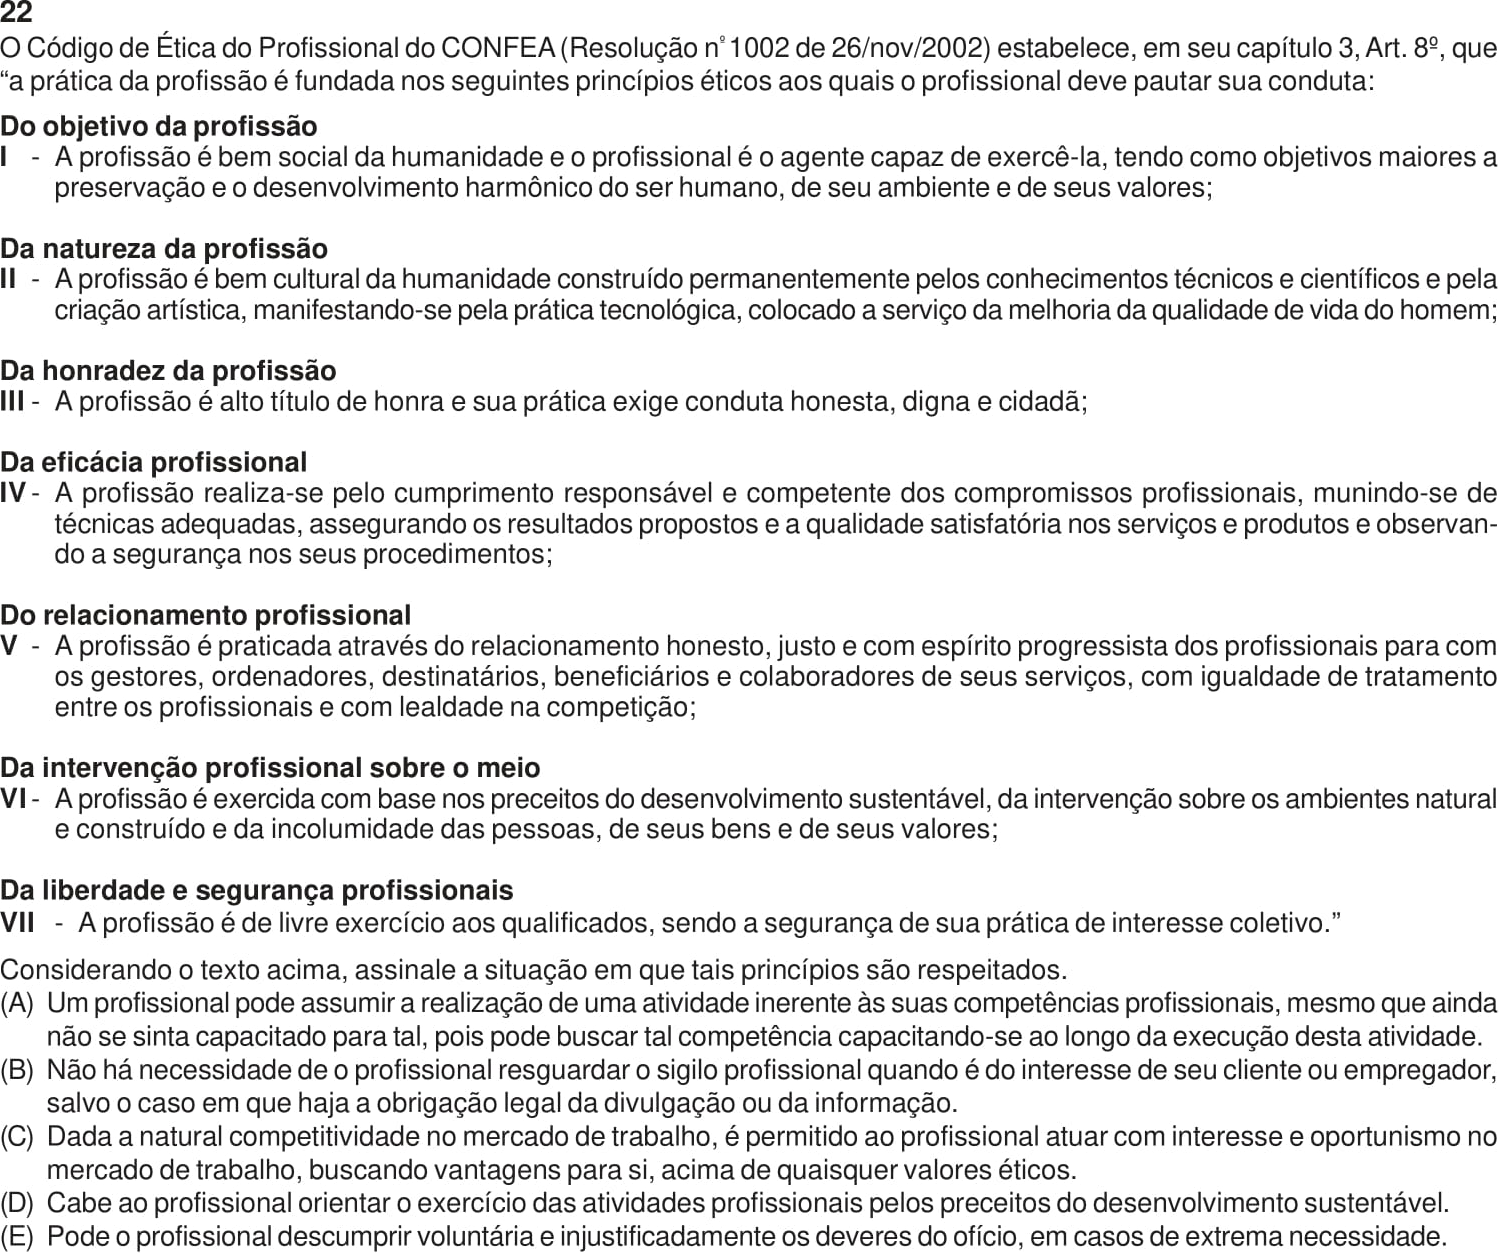 22
O Código de Ética do Profissional do CONFEA (Resolução nº 1002 de 26/nov/2002) estabelece, em seu capítulo 3, Art. 8º, que
“a prática da profissão é fundada nos seguintes princípios éticos aos quais o profissional deve pautar sua conduta:
Do objetivo da profissão
I - A profissão é bem social da humanidade e o profissional é o agente capaz de exercê-la, tendo como objetivos maiores a
preservação e o desenvolvimento harmônico do ser humano, de seu ambiente e de seus valores;
Da natureza da profissão
II - A profissão é bem cultural da humanidade construído permanentemente pelos conhecimentos técnicos e científicos e pela
criação artística, manifestando-se pela prática tecnológica, colocado a serviço da melhoria da qualidade de vida do homem;
Da honradez da profissão
III - A profissão é alto título de honra e sua prática exige conduta honesta, digna e cidadã;
Da eficácia profissional
IV - A profissão realiza-se pelo cumprimento responsável e competente dos compromissos profissionais, munindo-se de
técnicas adequadas, assegurando os resultados propostos e a qualidade satisfatória nos serviços e produtos e observan-
do a segurança nos seus procedimentos;
Do relacionamento profissional
V - A profissão é praticada através do relacionamento honesto, justo e com espírito progressista dos profissionais para com
os gestores, ordenadores, destinatários, beneficiários e colaboradores de seus serviços, com igualdade de tratamento
entre os profissionais e com lealdade na competição;
Da intervenção profissional sobre o meio
VI - A profissão é exercida com base nos preceitos do desenvolvimento sustentável, da intervenção sobre os ambientes natural
e construído e da incolumidade das pessoas, de seus bens e de seus valores;
Da liberdade e segurança profissionais
VII - A profissão é de livre exercício aos qualificados, sendo a segurança de sua prática de interesse coletivo.”
Considerando o texto acima, assinale a situação em que tais princípios são respeitados.
(A) Um profissional pode assumir a realização de uma atividade inerente às suas competências profissionais, mesmo que ainda
não se sinta capacitado para tal, pois pode buscar tal competência capacitando-se ao longo da execução desta atividade.
(B) Não há necessidade de o profissional resguardar o sigilo profissional quando é do interesse de seu cliente ou empregador,
salvo o caso em que haja a obrigação legal da divulgação ou da informação.
(C) Dada a natural competitividade no mercado de trabalho, é permitido ao profissional atuar com interesse e oportunismo no
mercado de trabalho, buscando vantagens para si, acima de quaisquer valores éticos.
(D) Cabe ao profissional orientar o exercício das atividades profissionais pelos preceitos do desenvolvimento sustentável.
(E) Pode o profissional descumprir voluntária e injustificadamente os deveres do ofício, em casos de extrema necessidade.